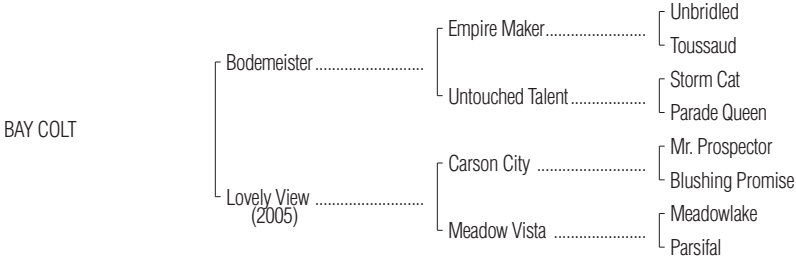 Unbridled
Empire Maker
Toussaud
Bodemeister
Storm Cat
Untouched Talent
Parade Queen
BAY COLT
Mr. Prospector
Carson City
Blushing Promise
Lovely View
(2005)
Meadowlake
Meadow Vista
Parsifal